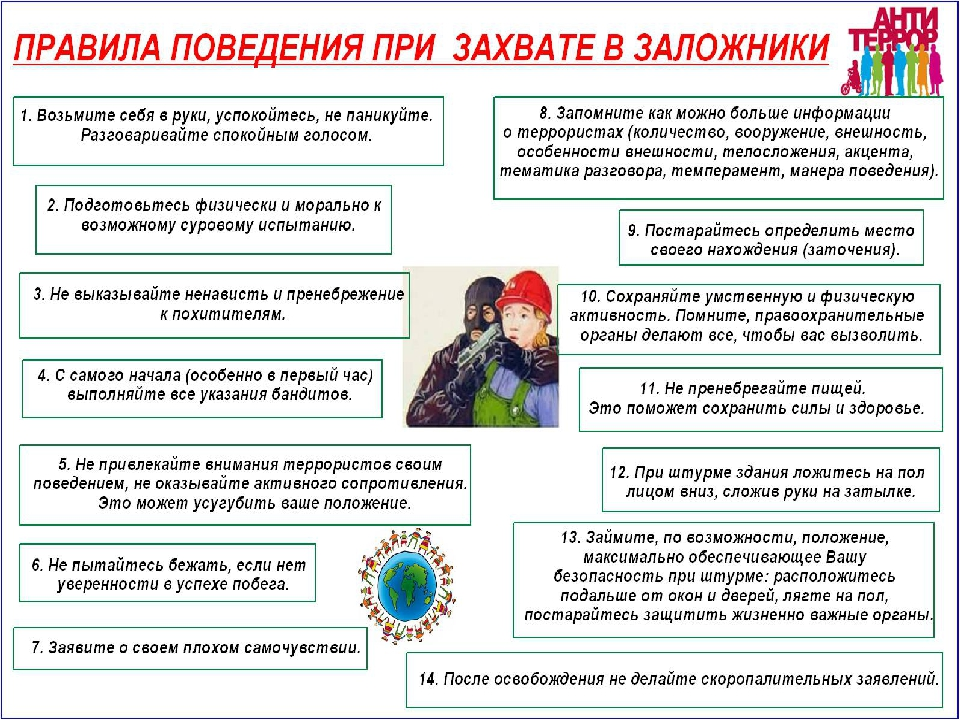 АНТИ
ТЕРРОР
ПРАВИЛА ПОВЕДЕНИЯ ПРИ ЗАХВАТЕ В ЗАЛОЖНИКИ
1. Возьмите себя в руки, успокойтесь, не паникуйте.
Разговаривайте спокойным голосом.
2. Подготовьтесь физически и морально к
возможному суровому испытанию.
3. Не выказывайте ненависть и пренебрежение
к похитителям.
4. С самого начала (особенно в первый час)
выполняйте все указания бандитов.
5. Не привлекайте внимания террористов своим
поведением, не оказывайте активного сопротивления.
Это может усугубить ваше положение.
6. Не пытайтесь бежать, если нет
уверенности в успехе побега.
7. Заявите о своем плохом самочувствии.
8. Запомните как можно больше информации
о террористах (количество, вооружение, внешность,
особенности внешности, телосложения, акцента,
тематика разговора, темперамент, манера поведения).
9. Постарайтесь определить место
своего нахождения (заточения).
10. Сохраняйте умственную и физическую
активность. Помните, правоохранительные
органы делают все, чтобы вас вызволить.
11. Не пренебрегайте пищей.
Это поможет сохранить силы и здоровье.
12. При штурме здания ложитесь на пол
лицом вниз, сложив руки на затылке.
13. Займите, по возможности, положение,
максимально обеспечивающее Вашу
безопасность при штурме: расположитесь
подальше от окон и дверей, лягте на пол,
постарайтесь защитить жизненно важные органы.
14. После освобождения не делайте скоропалительных заявлений.